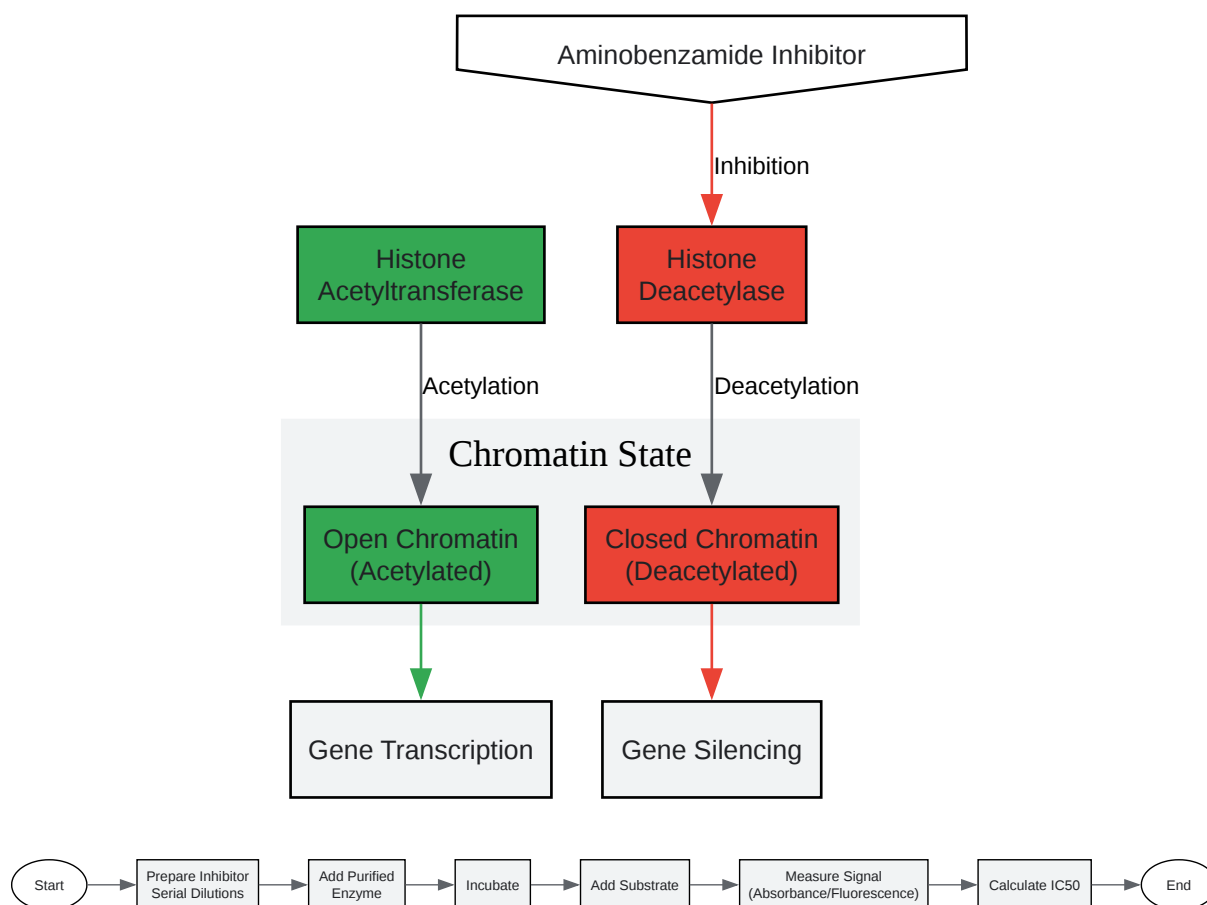 Aminobenzamide Inhibitor
Inhibition
Histone
Acetyltransferase
Histone
Deacetylase
Acetylation
Deacetylation
Chromatin State
Open Chromatin
(Acetylated)
Closed Chromatin
(Deacetylated)
Gene Transcription
Gene Silencing
Start
Prepare Inhibitor
Serial Dilutions
Add Purified
Enzyme
Incubate
Add Substrate
Measure Signal
(Absorbance/Fluorescence)
Calculate IC50
End